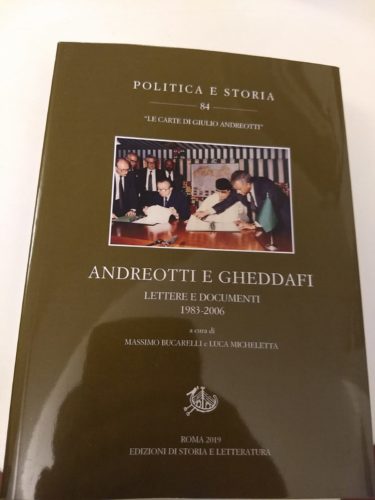 POLITICA E STORIA
84
"LE CARTE DI GIULIO ANDREOTTI"
ANDREOTTI E GHEDDAFI
LETTERE E DOCUMENTI
1983-2006
a cura di
MASSIMO BUCARELLI e LUCA MICHELETTA
ROMA 2019
EDIZIONI DI STORIA E LETTERATURA